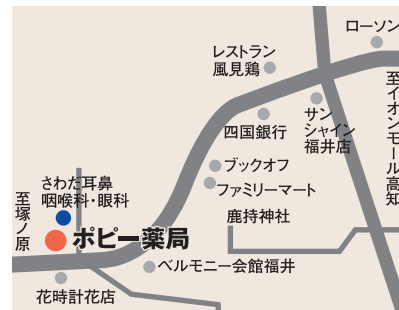 ローソン
レストラン
風見鶏
至イオンモール高知
サン
シャイン
福井店
四国銀行
ブックオフ
ファミリーマート
さわだ耳鼻
咽喉科・眼科
至塚ノ原
鹿持神社
ポピー薬局
ベルモニー会館福井
花時計花店